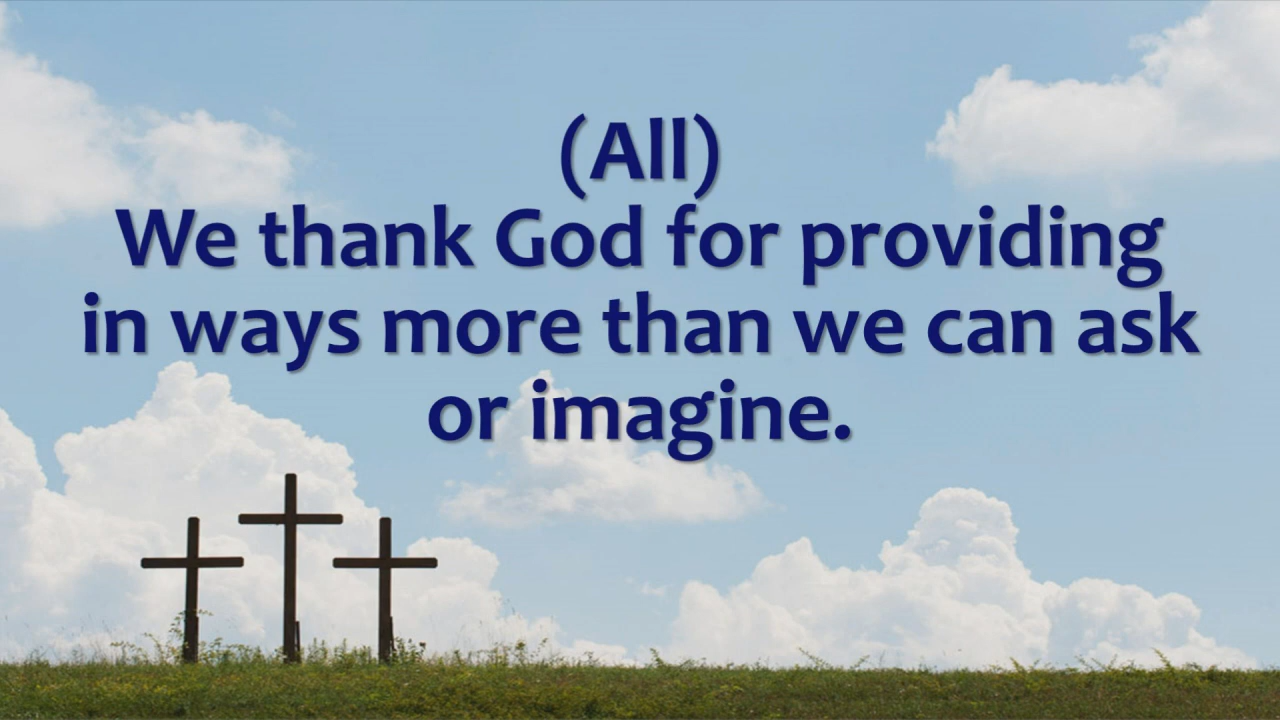 (All)
We thank God for providing
in ways more than we can ask
or imagine.